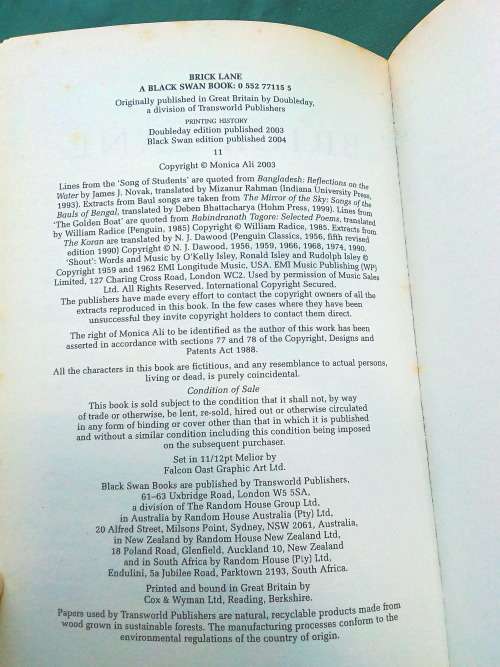 BRICK LANE
A BLACK SWAN BOOK: 0 552 77115 5
Originally published in Great Britain by Doubleday,
a division of Transworld Publishers
PRINTING HISTORY
Doubleday edition published 2003
Black Swan edition published 2004
11
Copyright © Monica Ali 2003
Lines from the ‘Song of Students’ are quoted from Bangladesh: Reflections on the
Water by James J. Novak, translated by Mizanur Rahman (Indiana University Press,
1993). Extracts from Baul songs are taken from The Mirror of the Sky: Songs of the
Bauls of Bengal, translated by Deben Bhattacharya (Hohm Press, 1999). Lines from
‘The Golden Boat’ are quoted from Rabindranath Tagore: Selected Poems, translated
by William Radice (Penguin, 1985) Copyright © William Radice, 1985. Extracts from
The Koran are translated by N. J. Dawood (Penguin Classics, 1956, fifth revised
edition 1990) Copyright © N. J. Dawood, 1956, 1959, 1966, 1968, 1974, 1990.
‘Shout’: Words and Music by O'Kelly Isley, Ronald Isley and Rudolph Isley ©
Copyright 1959 and 1962 EMI Longitude Music, USA. EMI Music Publishing (WP)
Limited, 127 Charing Cross Road, London WC2. Used by permission of Music Sales
Ltd. All Rights Reserved. International Copyright Secured.
The publishers have made every effort to contact the copyright owners of all the
extracts reproduced in this book. In the few cases where they have been
unsuccessful they invite copyright holders to contact them direct.
The right of Monica Ali to be identified as the author of this work has been
asserted in accordance with sections 77 and 78 of the Copyright, Designs and
Patents Act 1988.
All the characters in this book are fictitious, and any resemblance to actual persons,
living or dead, is purely coincidental.
Condition of Sale
This book is sold subject to the condition that it shall not, by way
of trade or otherwise, be lent, re-sold, hired out or otherwise circulated
in any form of binding or cover other than that in which it is published
and without a similar condition including this condition being imposed
on the subsequent purchaser.
Set in 11/12pt Melior by
Falcon Oast Graphic Art Ltd.
Black Swan Books are published by Transworld Publishers,
61–63 Uxbridge Road, London W5 5SA,
a division of The Random House Group Ltd,
in Australia by Random House Australia (Pty) Ltd,
20 Alfred Street, Milsons Point, Sydney, NSW 2061, Australia,
in New Zealand by Random House New Zealand Ltd,
18 Poland Road, Glenfield, Auckland 10, New Zealand
and in South Africa by Random House (Pty) Ltd,
Endulini, 5a Jubilee Road, Parktown 2193, South Africa.
Printed and bound in Great Britain by
Cox & Wyman Ltd, Reading, Berkshire.
Papers used by Transworld Publishers are natural, recyclable products made from
wood grown in sustainable forests. The manufacturing processes conform to the
environmental regulations of the country of origin.